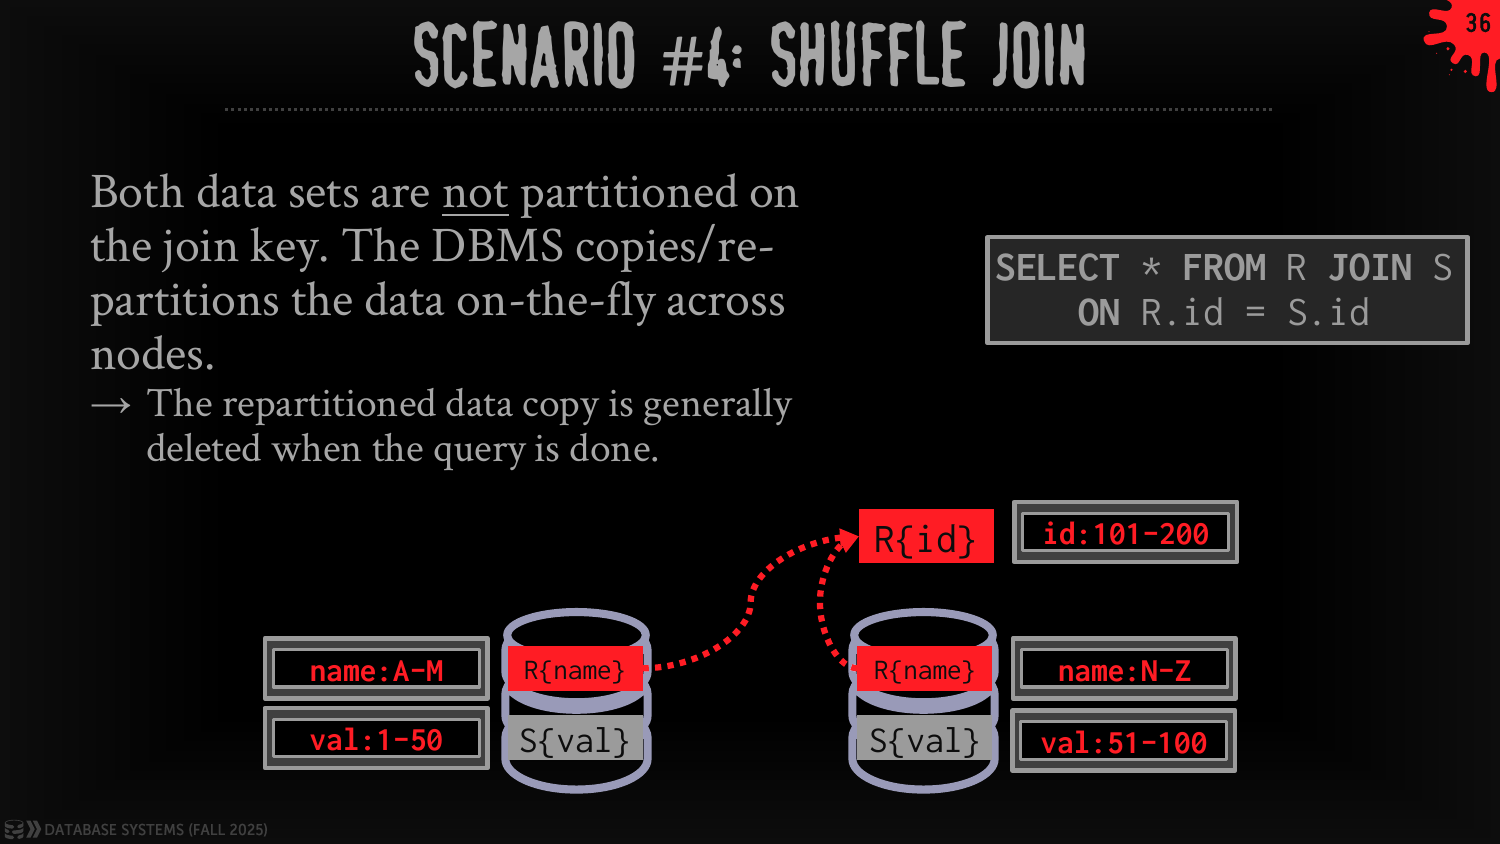 SCENARIO #4: SHUFFLE JOIN
36
Both data sets are not partitioned on
the join key. The DBMS copies/re-
partitions the data on-the-fly across
nodes.
→ The repartitioned data copy is generally
deleted when the query is done.
SELECT * FROM R JOIN S
ON R.id = S.id
R{id}
id:101-200
name:A-M
R{name}
R{name}
name:N-Z
val:1-50
S{val}
S{val}
val:51-100
DATABASE SYSTEMS (FALL 2025)